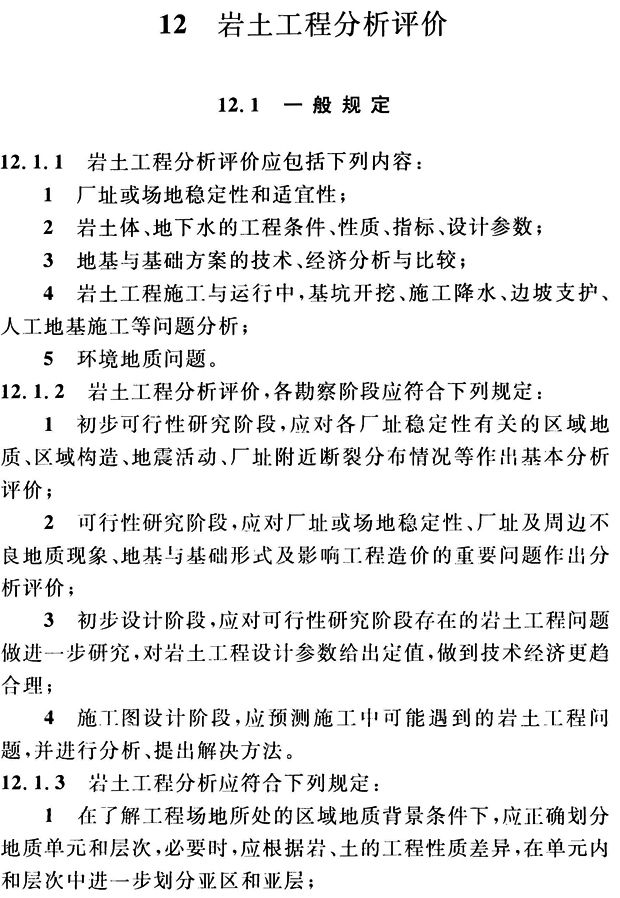 12 岩土工程分析评价
12.1 一般规定
12.1.1 岩土工程分析评价应包括下列内容：
1 厂址或场地稳定性和适宜性；
2 岩土体、地下水的工程条件、性质、指标、设计参数；
3 地基与基础方案的技术、经济分析与比较；
4 岩土工程施工与运行中，基坑开挖、施工降水、边坡支护、
人工地基施工等问题分析；
5 环境地质问题。
12.1.2 岩土工程分析评价，各勘察阶段应符合下列规定：
1 初步可行性研究阶段，应对各厂址稳定性有关的区域地
质、区域构造、地震活动、厂址附近断裂分布情况等作出基本分析
评价；
2 可行性研究阶段，应对厂址或场地稳定性、厂址及周边不
良地质现象、地基与基础形式及影响工程造价的重要问题作出分
析评价；
3 初步设计阶段，应对可行性研究阶段存在的岩土工程问题
做进一步研究，对岩土工程设计参数给出定值，做到技术经济更趋
合理；
4 施工图设计阶段，应预测施工中可能遇到的岩土工程问
题，并进行分析、提出解决方法。
12.1.3 岩土工程分析应符合下列规定：
1 在了解工程场地所处的区域地质背景条件下，应正确划分
地质单元和层次，必要时，应根据岩、土的工程性质差异，在单元内
和层次中进一步划分亚区和亚层；